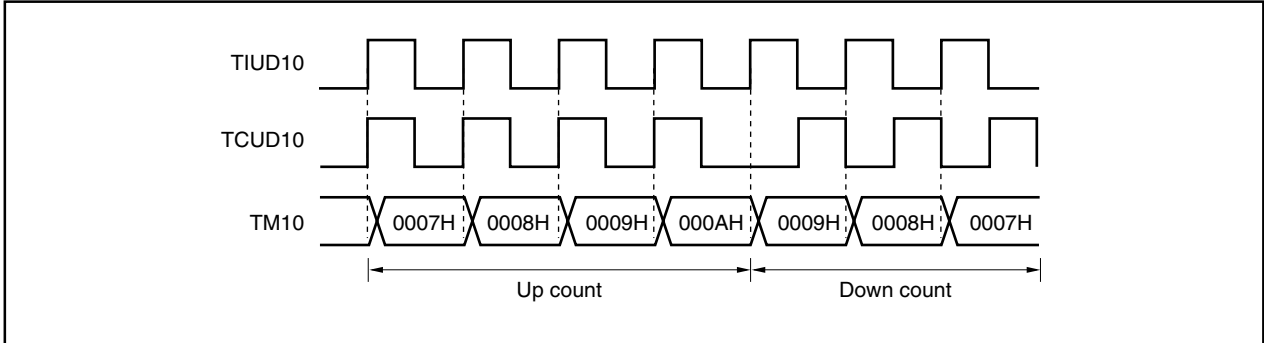 TIUD10
TCUD10
TM10 0007H 0008H 0009H 000AH 0009H 0008H 0007H
Up count Down count